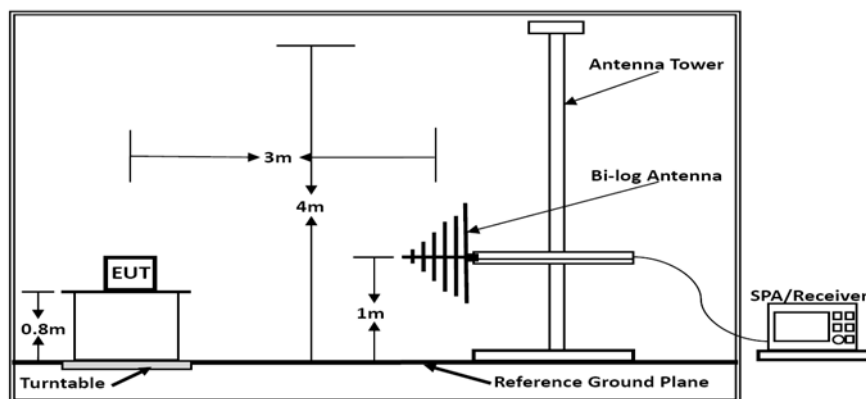 Antenna Tower
3m
Bi-log Antenna
4m
EUT
SPA/Receiver
0.8m
1m
Turntable
Reference Ground Plane